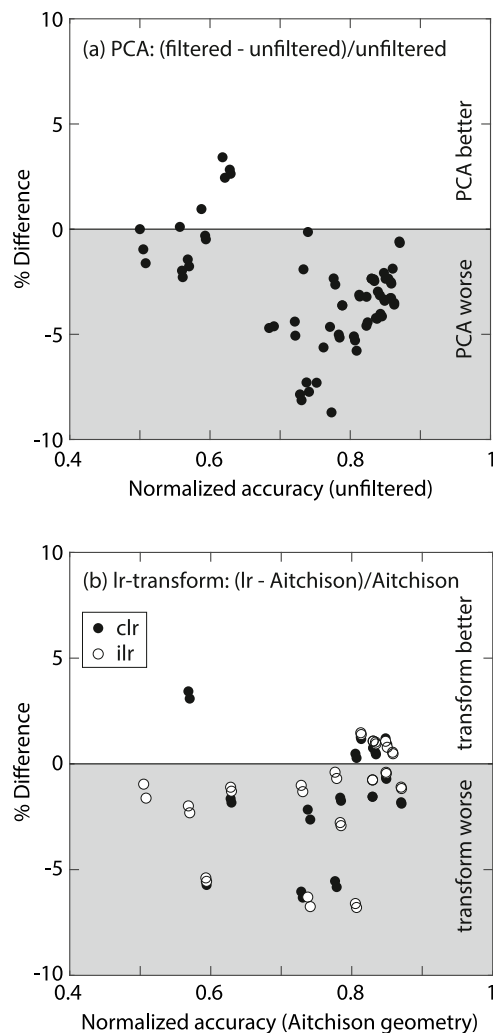 (a) PCA: (filtered - unfiltered)/unfiltered
10
5
0
-5
-10
% Difference
PCA better
PCA worse
0.4
0.6
0.8
1
Normalized accuracy (unfiltered)
(b) lr-transform: (lr - Aitchison)/Aitchison
clr
ilr
10
5
0
-5
-10
% Difference
transform better
transform worse
0.4
0.6
0.8
1
Normalized accuracy (Aitchison geometry)